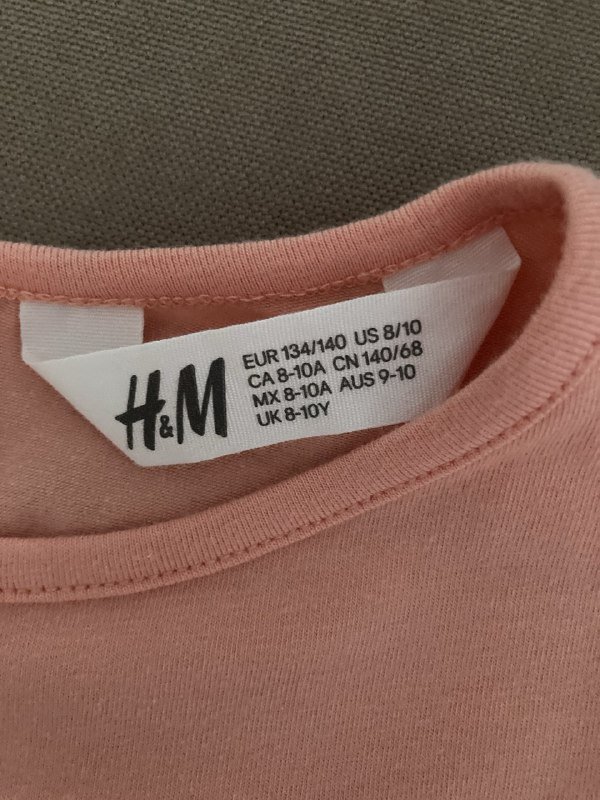 H&M
EUR 134/140 US 8/10
CA 8-10A CN 140/68
MX 8-10A AUS 9-10
UK 8-10Y